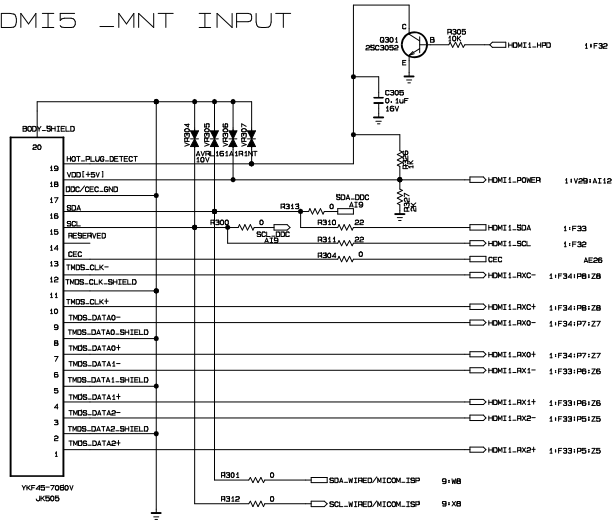 DMI5 _MNT INPUT
C
Q301
2SC3052
B
E
R305
10K
HDMI1_HPD 1:F32
C305
0.1uF
16V
BODY_SHIELD
20
VR304
VR305
VR306
VR307
AVRL161A1R1NT
10V
19 HOT_PLUG_DETECT
18 VDD[+5V]
17 DDC/CEC_GND
16 SDA
15 SCL
14 RESERVED
13 CEC
12 TMDS_CLK-
11 TMDS_CLK_SHIELD
10 TMDS_CLK+
9 TMDS_DATA0-
8 TMDS_DATA0_SHIELD
7 TMDS_DATA0+
6 TMDS_DATA1-
5 TMDS_DATA1_SHIELD
4 TMDS_DATA1+
3 TMDS_DATA2-
2 TMDS_DATA2_SHIELD
1 TMDS_DATA2+
1K
R327
2K
HDMI1_POWER 1:V29;AI12
R313 0 SDA_DDC
AI9
R300 0 SCL_DDC
AI9
R310 22 HDMI1_SDA 1:F33
R311 22 HDMI1_SCL 1:F32
R304 0 CEC AE26
HDMI1_RXC- 1:F34;P8;Z8
HDMI1_RXC+ 1:F34;P8;Z8
HDMI1_RX0- 1:F34;P7;Z7
HDMI1_RX0+ 1:F34;P7;Z7
HDMI1_RX1- 1:F33;P6;Z6
HDMI1_RX1+ 1:F33;P6;Z6
HDMI1_RX2- 1:F33;P5;Z5
HDMI1_RX2+ 1:F33;P5;Z5
R301 0 SDA_WIRED/MICOM_ISP 9:W8
R312 0 SCL_WIRED/MICOM_ISP 9:X8
YKF45-7060V
JK505